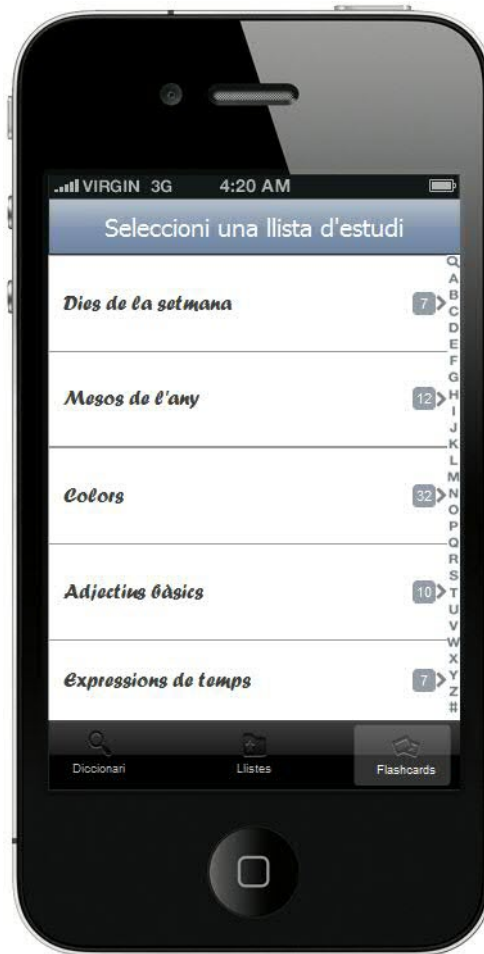 VIRGIN 3G 4:20 AM
Seleccioni una llista d'estudi
Dies de la setmana 7
Mesos de l'any 12
Colors 32
Adjectius bàsics 10
Expressions de temps 7
A
B
C
D
E
F
G
H
I
J
K
L
M
N
O
P
Q
R
S
T
U
V
W
X
Y
Z
#
Diccionari Llistes Flashcards